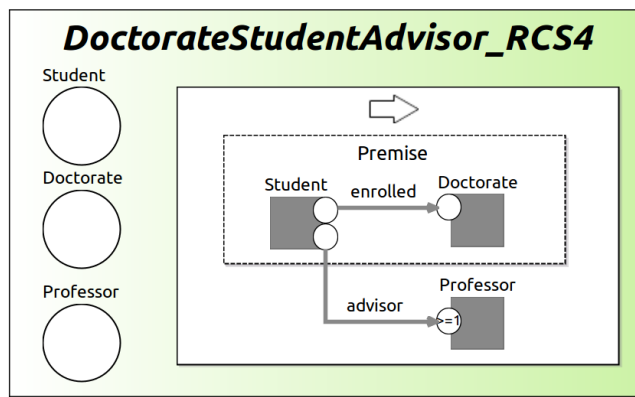 DoctorateStudentAdvisor_RCS4
Student
Doctorate
Professor
Premise
Student
enrolled
Doctorate
Professor
advisor
>=1